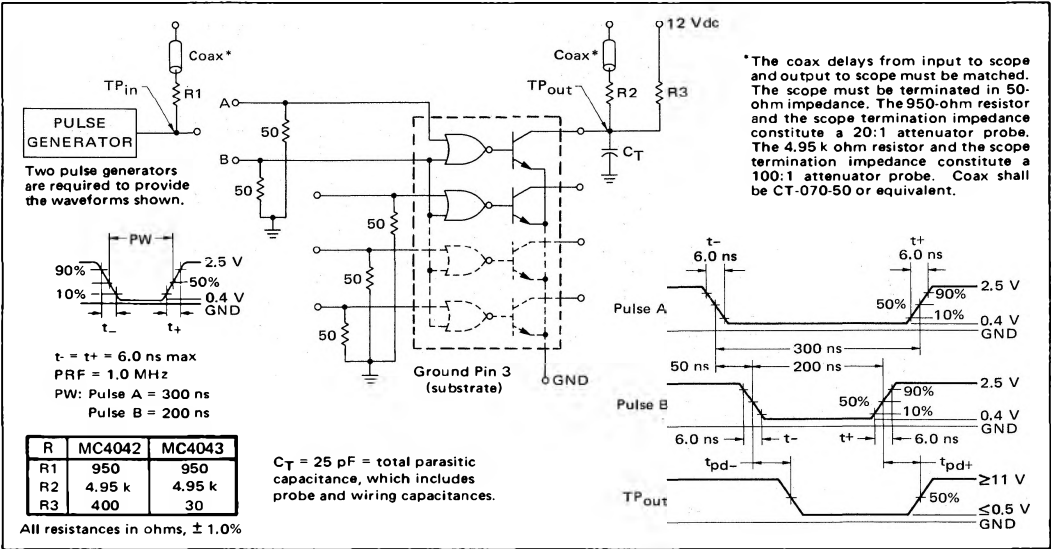 Coax*
TPin
R1
PULSE
GENERATOR
Two pulse generators
are required to provide
the waveforms shown.
A
B
50
50
50
50
50
Coax*
TPout
R2
R3
12 Vdc
CT
Ground Pin 3
(substrate)
GND
*The coax delays from input to scope
and output to scope must be matched.
The scope must be terminated in 50-
ohm impedance. The 950-ohm resistor
and the scope termination impedance
constitute a 20:1 attenuator probe.
The 4.95 k ohm resistor and the scope
termination impedance constitute a
100:1 attenuator probe. Coax shall
be CT-070-50 or equivalent.
PW
90%
10%
2.5 V
50%
0.4 V
GND
t-
t+
t- = t+ = 6.0 ns max
PRF = 1.0 MHz
PW: Pulse A = 300 ns
Pulse B = 200 ns
R MC4042 MC4043
R1 950 950
R2 4.95 k 4.95 k
R3 400 30
All resistances in ohms, ± 1.0%
CT = 25 pF = total parasitic
capacitance, which includes
probe and wiring capacitances.
t-
6.0 ns
t+
6.0 ns
Pulse A
2.5 V
90%
50%
10%
0.4 V
GND
300 ns
50 ns
200 ns
Pulse B
2.5 V
90%
50%
10%
0.4 V
GND
6.0 ns
t-
t+
6.0 ns
tpd-
tpd+
TPout
≥11 V
50%
≤0.5 V
GND